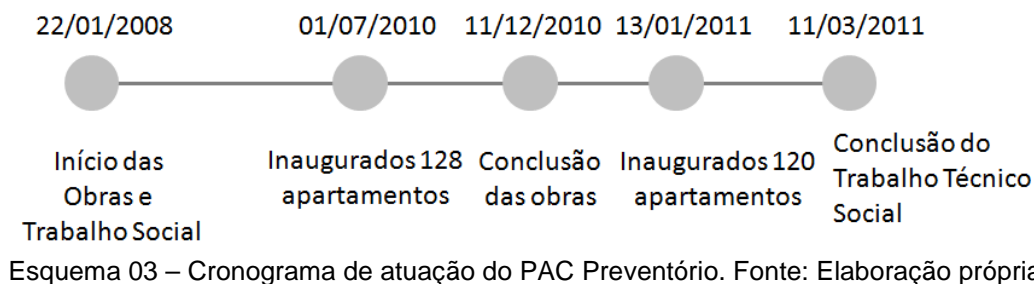 22/01/2008 01/07/2010 11/12/2010 13/01/2011 11/03/2011
Início das
Obras e
Trabalho Social
Inaugurados 128
apartamentos
Conclusão
das obras
Inaugurados 120
apartamentos
Conclusão do
Trabalho Técnico
Social
Esquema 03 – Cronograma de atuação do PAC Preventório. Fonte: Elaboração própria